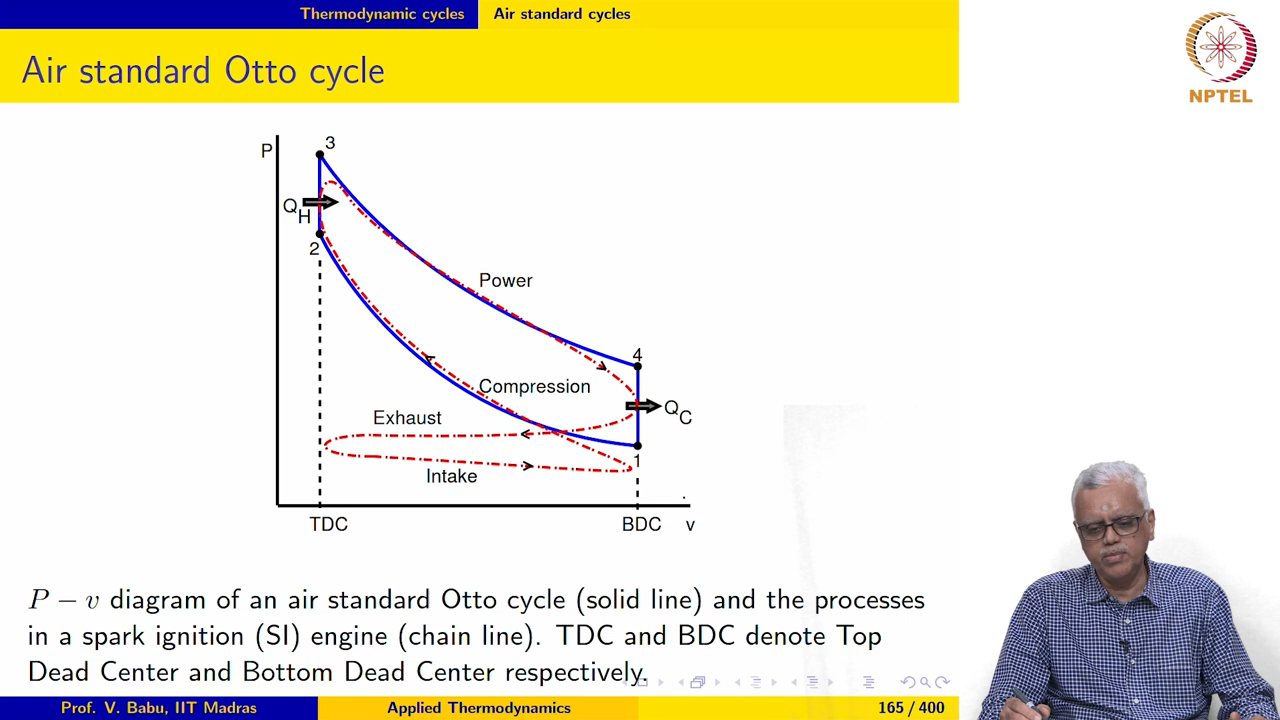 Thermodynamic cycles Air standard cycles
Air standard Otto cycle
NPTEL
P
3
Q
H
2
Power
4
Compression
Q
C
Exhaust
1
Intake
TDC BDC v
P − v diagram of an air standard Otto cycle (solid line) and the processes
in a spark ignition (SI) engine (chain line). TDC and BDC denote Top
Dead Center and Bottom Dead Center respectively.
Prof. V. Babu, IIT Madras Applied Thermodynamics 165 / 400